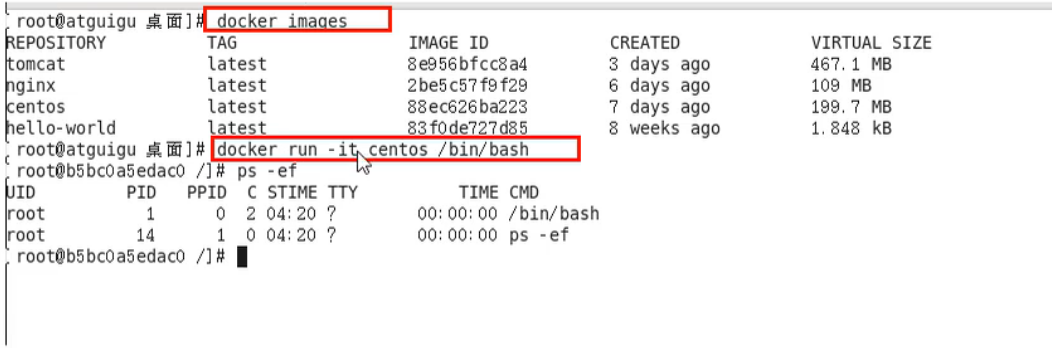 [root@atguigu 桌面]# docker images
REPOSITORY TAG IMAGE ID CREATED VIRTUAL SIZE
tomcat latest 8e956bfcc8a4 3 days ago 467.1 MB
nginx latest 2be5c57f9f29 6 days ago 109 MB
centos latest 88ec626ba223 7 days ago 199.7 MB
hello-world latest 83f0de727d85 8 weeks ago 1.848 kB
[root@atguigu 桌面]# docker run -it centos /bin/bash
[root@b5bc0a5edac0 /]# ps -ef
UID PID PPID C STIME TTY TIME CMD
root 1 0 2 04:20 ? 00:00:00 /bin/bash
root 14 1 0 04:20 ? 00:00:00 ps -ef
[root@b5bc0a5edac0 /]#